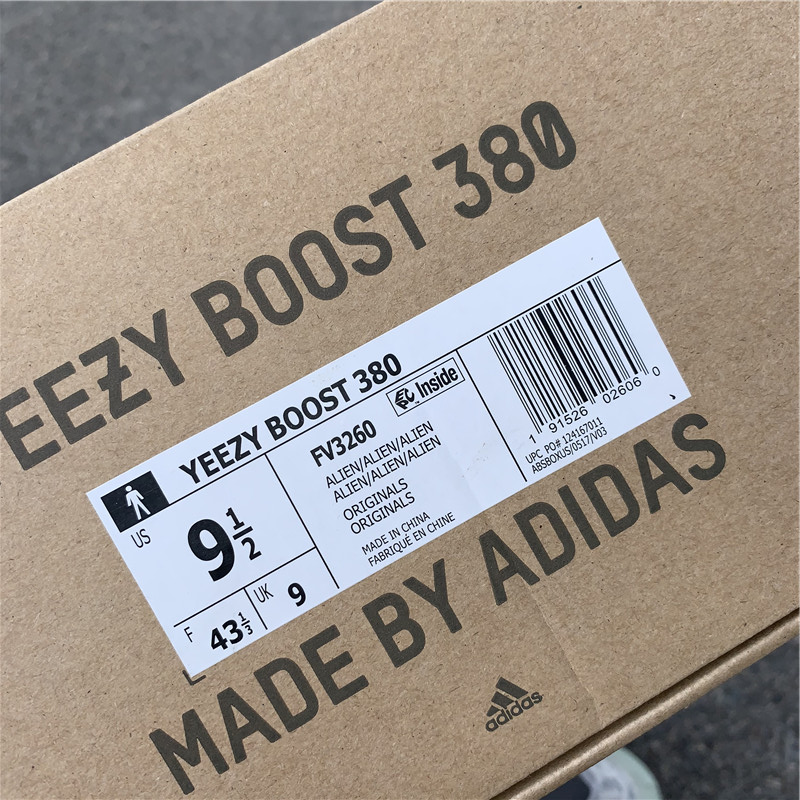 EEZY BOOST 380
YEEZY BOOST 380
Inside
US
9 1/2
F 43 1/3
UK 9
FV3260
ALIEN/ALIEN/ALIEN
ALIEN/ALIEN/ALIEN
ORIGINALS
ORIGINALS
MADE IN CHINA
FABRIQUÉ EN CHINE
1 91526 02606 0
UPC PO# 124167011
ABSBOXUS/0517/V03
MADE BY ADIDAS
adidas